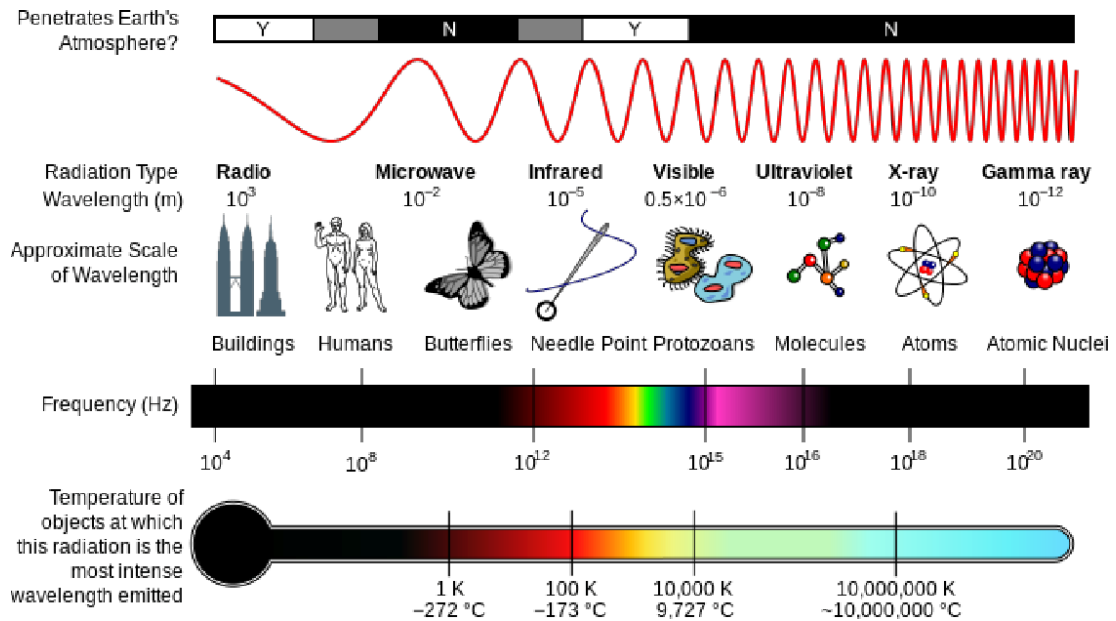 Penetrates Earth's
Atmosphere?
Y N Y N
Radiation Type
Radio Microwave Infrared Visible Ultraviolet X-ray Gamma ray
Wavelength (m)
10³ 10⁻² 10⁻⁵ 0.5×10⁻⁶ 10⁻⁸ 10⁻¹⁰ 10⁻¹²
Approximate Scale
of Wavelength
Buildings Humans Butterflies Needle Point Protozoans Molecules Atoms Atomic Nuclei
Frequency (Hz)
10⁴ 10⁸ 10¹² 10¹⁵ 10¹⁶ 10¹⁸ 10²⁰
Temperature of
objects at which
this radiation is the
most intense
wavelength emitted
1 K 100 K 10,000 K 10,000,000 K
−272 °C −173 °C 9,727 °C ~10,000,000 °C